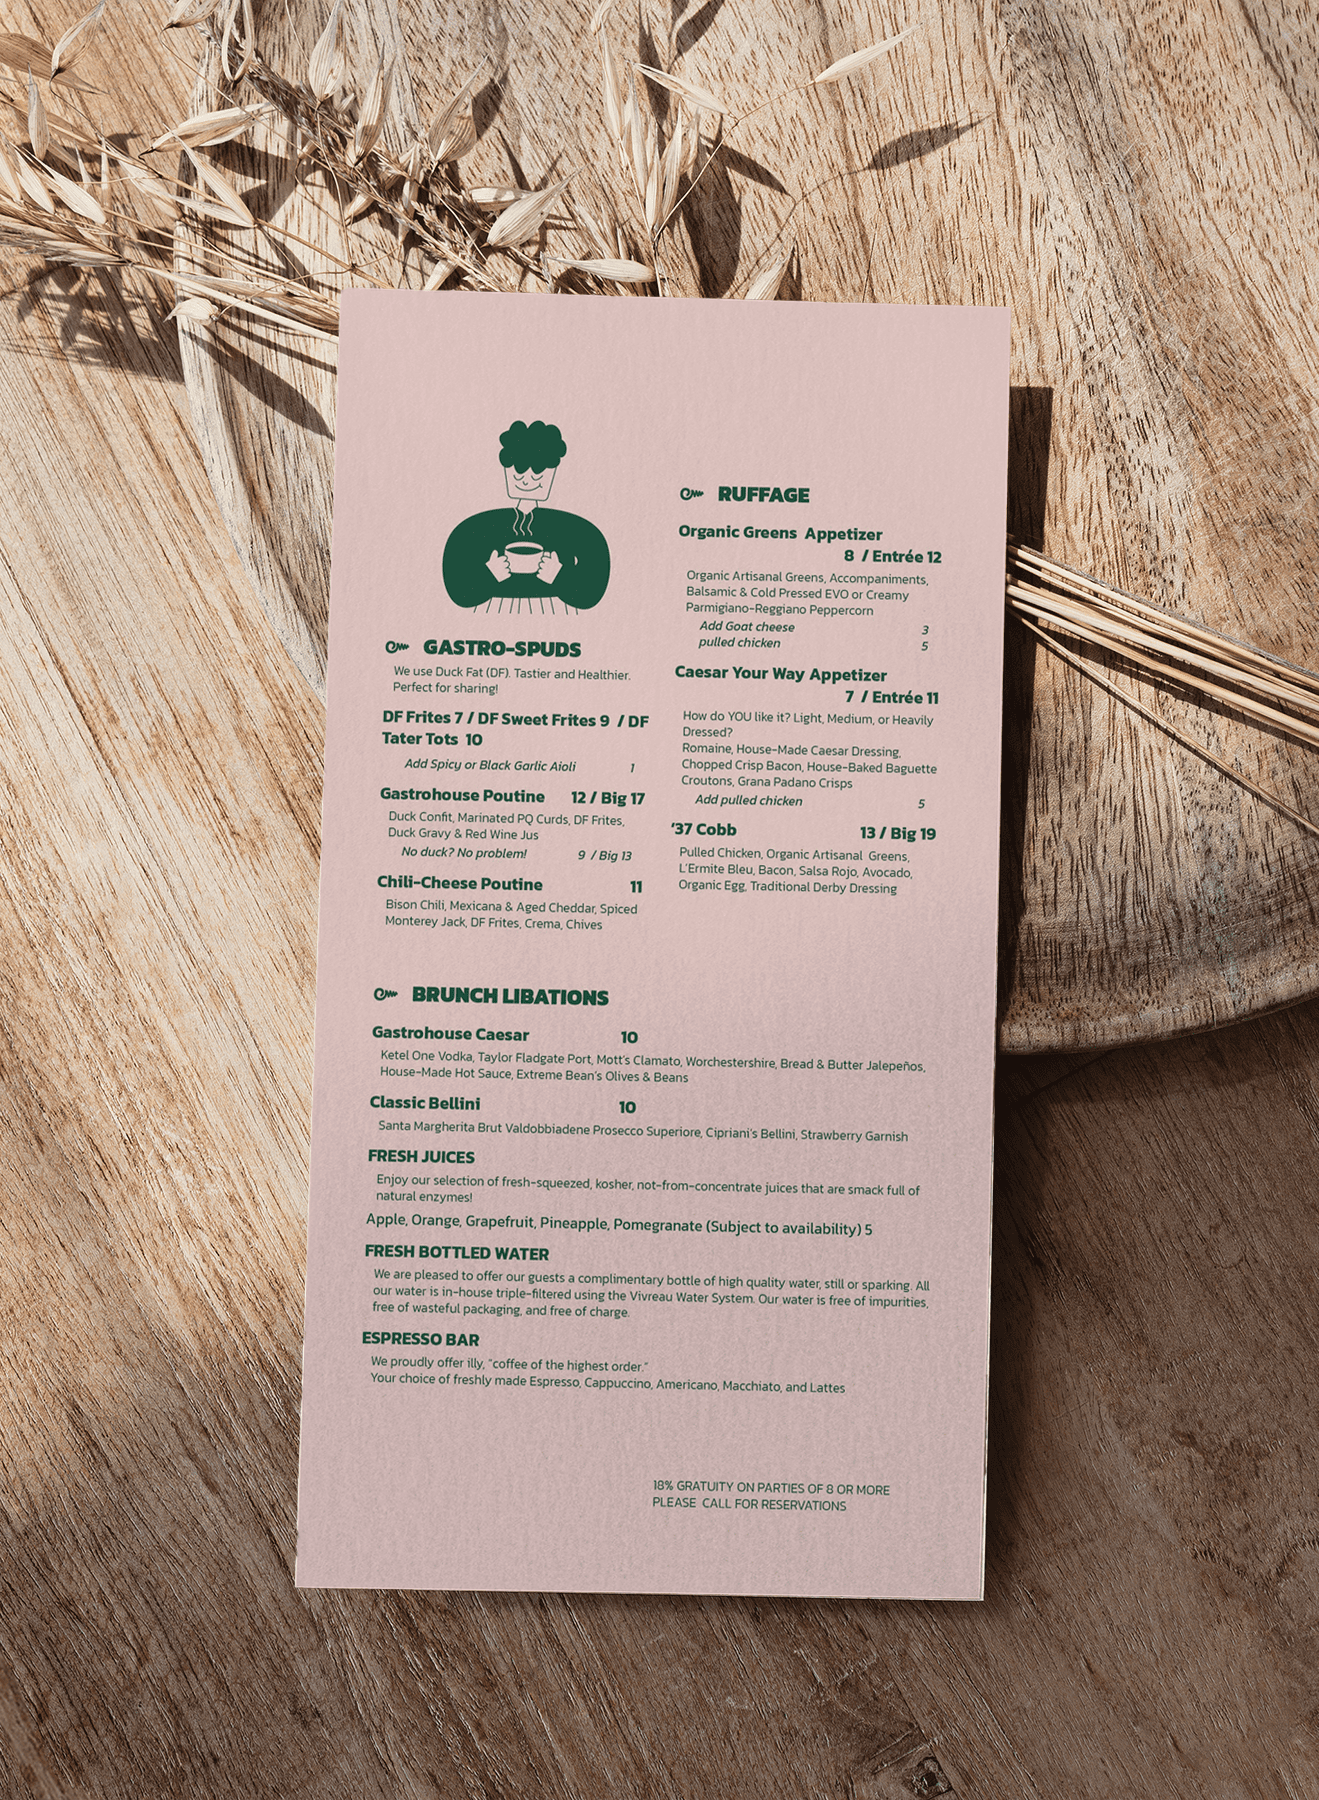 GASTRO-SPUDS
We use Duck Fat (DF). Tastier and Healthier.
Perfect for sharing!
DF Frites 7 / DF Sweet Frites 9 / DF
Tater Tots 10
Add Spicy or Black Garlic Aioli 1
Gastrohouse Poutine 12 / Big 17
Duck Confit, Marinated PQ Curds, DF Frites,
Duck Gravy & Red Wine Jus
No duck? No problem! 9 / Big 13
Chili-Cheese Poutine 11
Bison Chili, Mexicana & Aged Cheddar, Spiced
Monterey Jack, DF Frites, Crema, Chives
RUFFAGE
Organic Greens Appetizer
8 / Entrée 12
Organic Artisanal Greens, Accompaniments,
Balsamic & Cold Pressed EVO or Creamy
Parmigiano-Reggiano Peppercorn
Add Goat cheese 3
pulled chicken 5
Caesar Your Way Appetizer
7 / Entrée 11
How do YOU like it? Light, Medium, or Heavily
Dressed?
Romaine, House-Made Caesar Dressing,
Chopped Crisp Bacon, House-Baked Baguette
Croutons, Grana Padano Crisps
Add pulled chicken 5
'37 Cobb 13 / Big 19
Pulled Chicken, Organic Artisanal Greens,
L'Ermite Bleu, Bacon, Salsa Rojo, Avocado,
Organic Egg, Traditional Derby Dressing
BRUNCH LIBATIONS
Gastrohouse Caesar 10
Ketel One Vodka, Taylor Fladgate Port, Mott's Clamato, Worchestershire, Bread & Butter Jalepeños,
House-Made Hot Sauce, Extreme Bean's Olives & Beans
Classic Bellini 10
Santa Margherita Brut Valdobbiadene Prosecco Superiore, Cipriani's Bellini, Strawberry Garnish
FRESH JUICES
Enjoy our selection of fresh-squeezed, kosher, not-from-concentrate juices that are smack full of
natural enzymes!
Apple, Orange, Grapefruit, Pineapple, Pomegranate (Subject to availability) 5
FRESH BOTTLED WATER
We are pleased to offer our guests a complimentary bottle of high quality water, still or sparking. All
our water is in-house triple-filtered using the Vivreau Water System. Our water is free of impurities,
free of wasteful packaging, and free of charge.
ESPRESSO BAR
We proudly offer illy, "coffee of the highest order."
Your choice of freshly made Espresso, Cappuccino, Americano, Macchiato, and Lattes
18% GRATUITY ON PARTIES OF 8 OR MORE
PLEASE CALL FOR RESERVATIONS